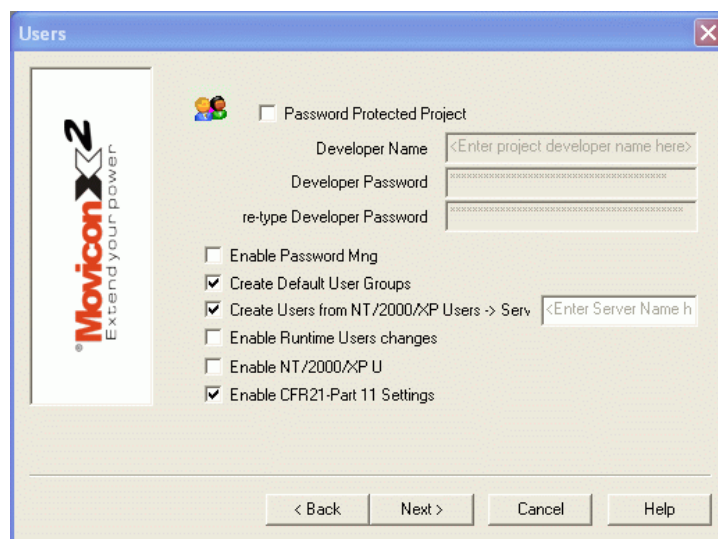 Users
®Movicon X2
Extend your power
Password Protected Project
Developer Name
<Enter project developer name here>
Developer Password
××××××××××××××××××××××××××××××××××××××
re-type Developer Password
×××××××××××××××××××××××××××××××××××××××××
Enable Password Mng
Create Default User Groups
Create Users from NT/2000/XP Users -> Serv
<Enter Server Name h
Enable Runtime Users changes
Enable NT/2000/XP U
Enable CFR21-Part 11 Settings
< Back
Next >
Cancel
Help